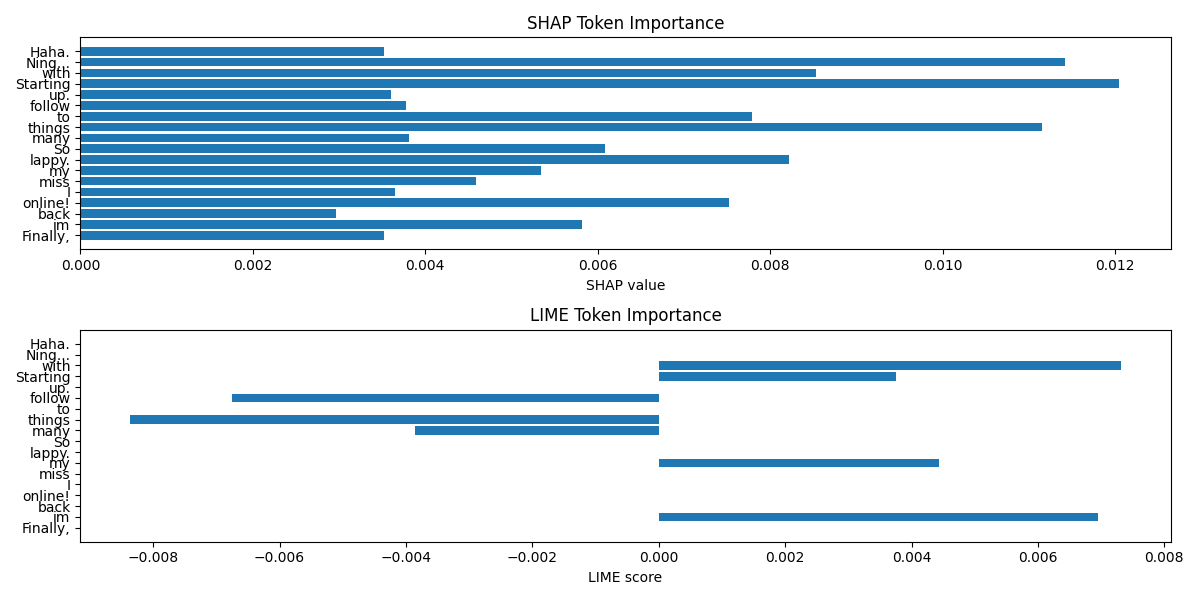 SHAP Token Importance
Haha.
Ning...
with
Starting
up.
follow
to
things
many
So
lappy.
my
miss
I
online!
back
im
Finally,
0.000 0.002 0.004 0.006 0.008 0.010 0.012
SHAP value
LIME Token Importance
Haha.
Ning...
with
Starting
up.
follow
to
things
many
So
lappy.
my
miss
I
online!
back
im
Finally,
−0.008 −0.006 −0.004 −0.002 0.000 0.002 0.004 0.006 0.008
LIME score